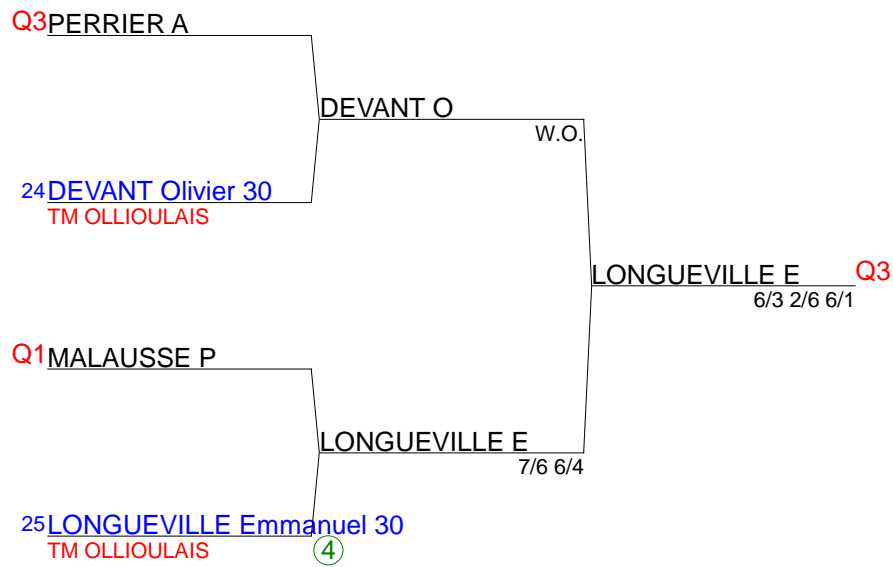 Q3 PERRIER A
DEVANT O
W.O.
24 DEVANT Olivier 30
TM OLLIOULAIS
LONGUEVILLE E Q3
6/3 2/6 6/1
Q1 MALAUSSE P
LONGUEVILLE E
7/6 6/4
25 LONGUEVILLE Emmanuel 30
TM OLLIOULAIS
4